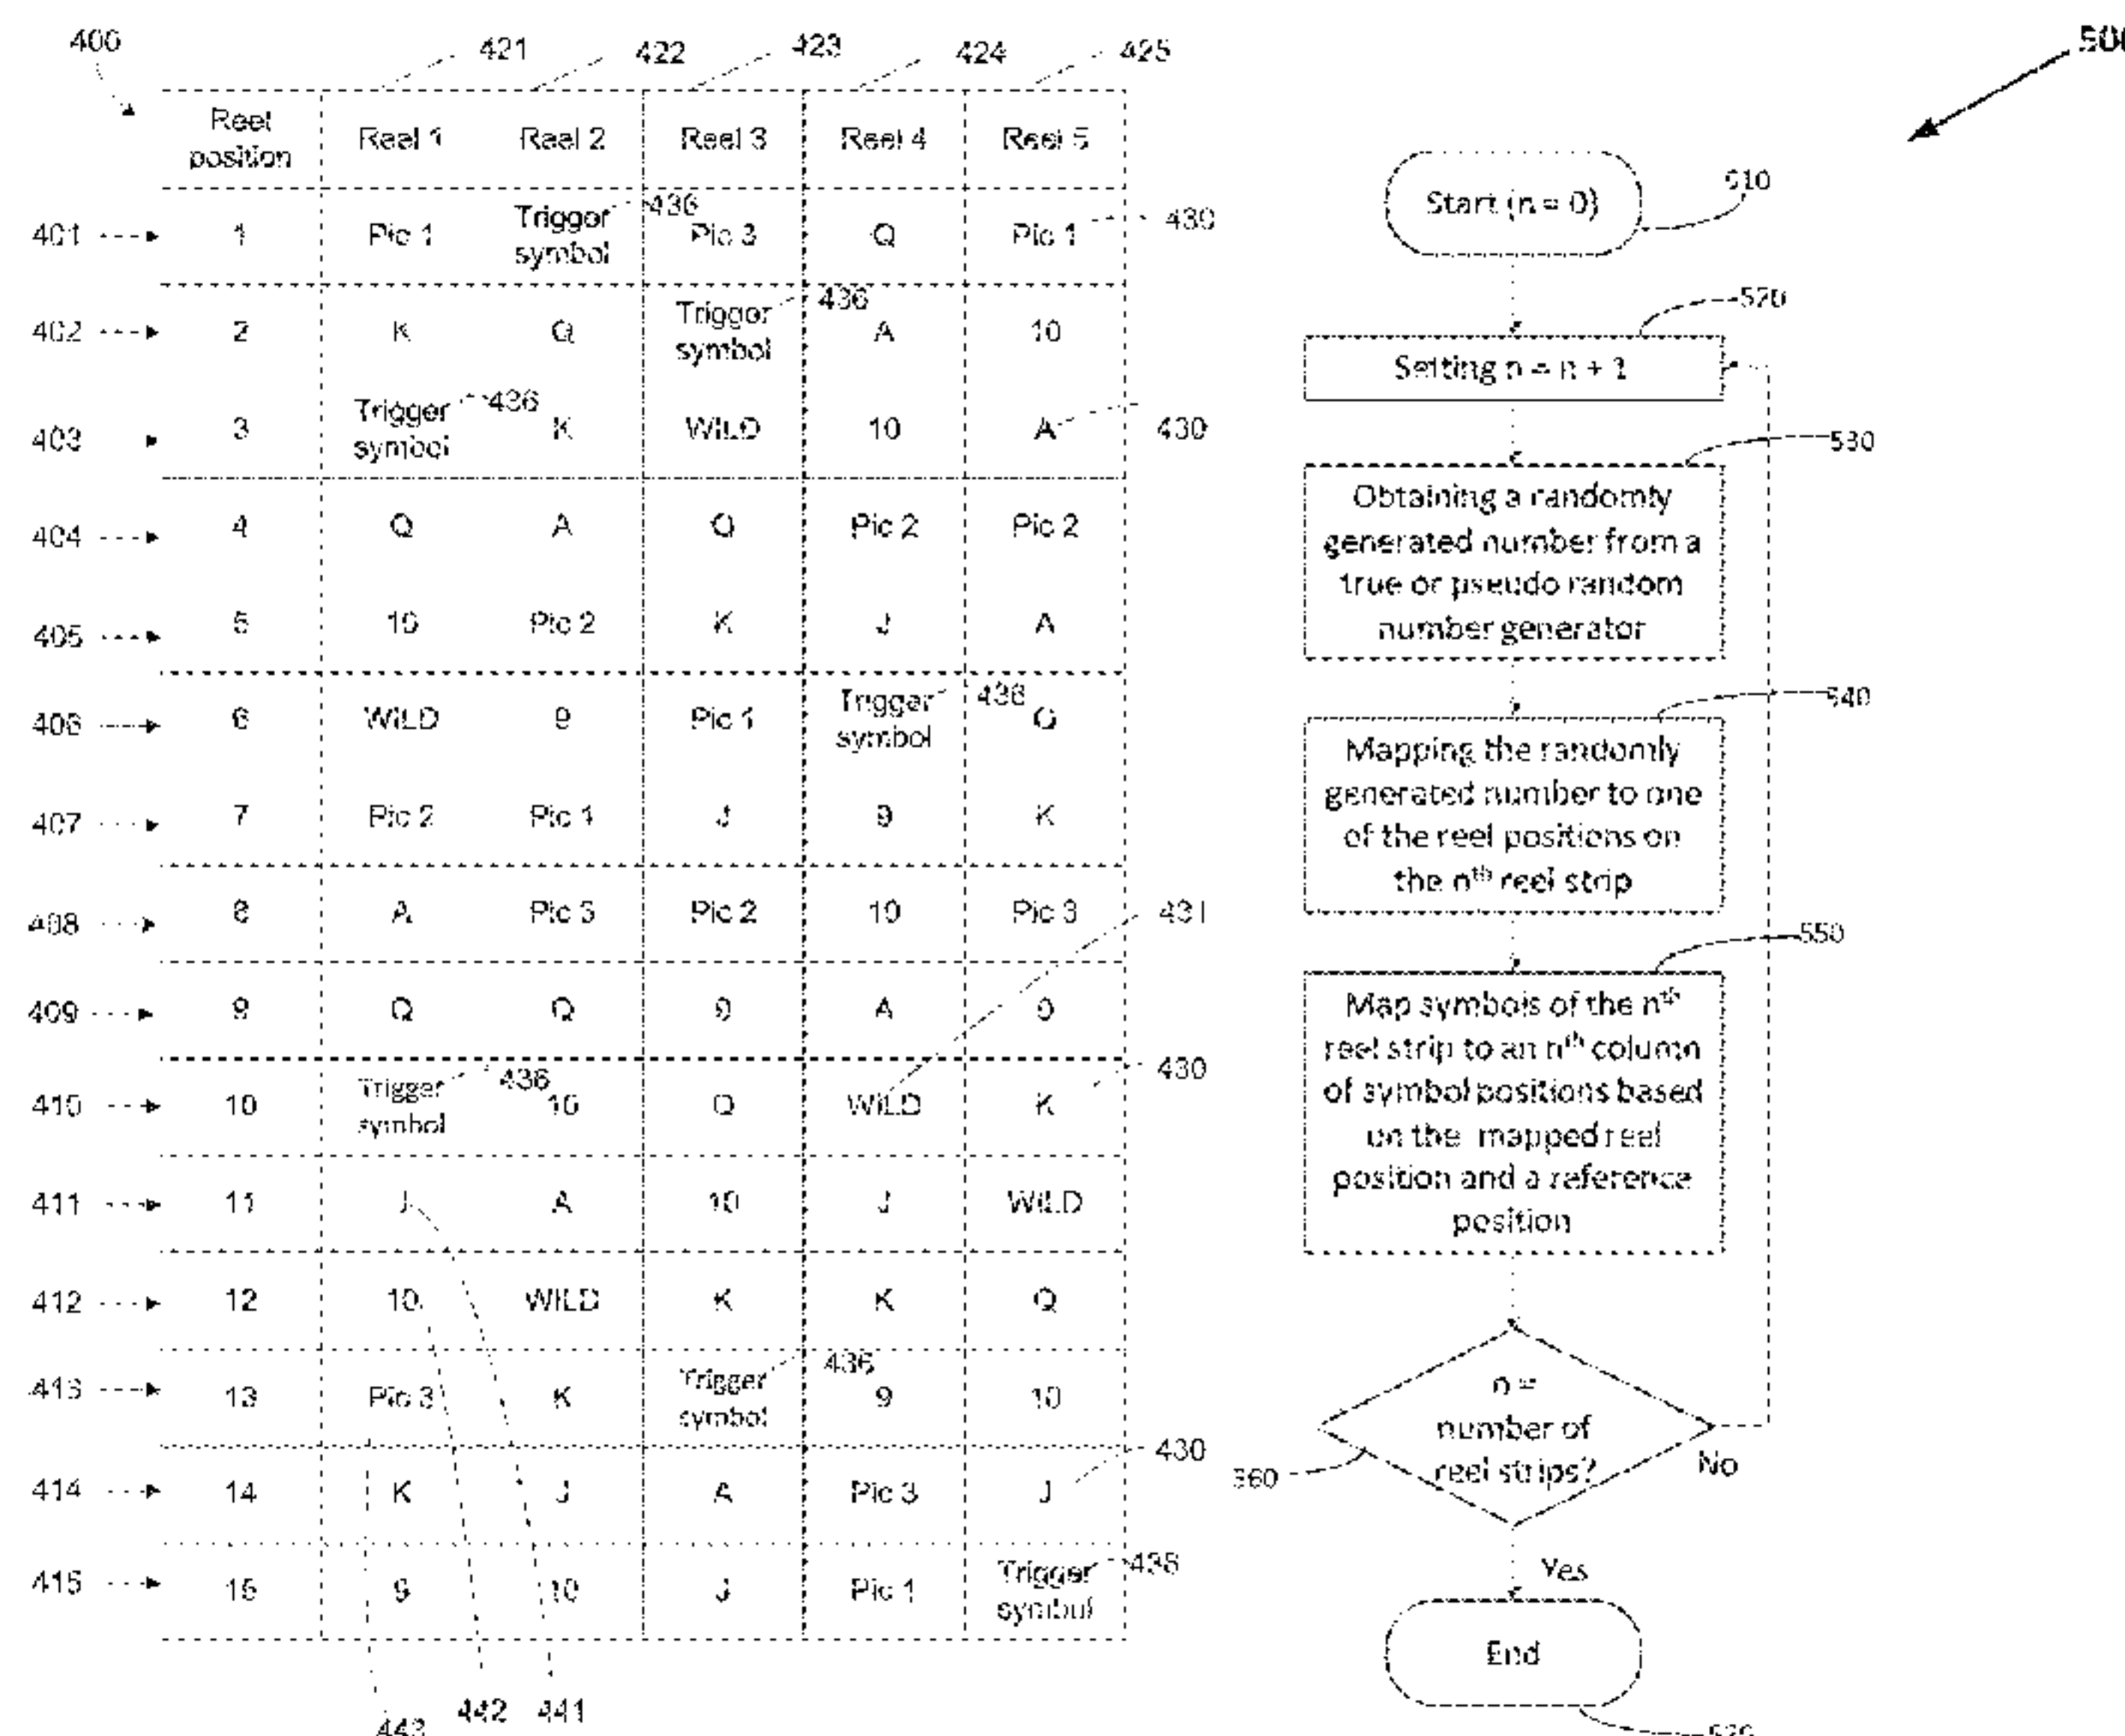 400 421 422 423 424 425
Reel position Reel 1 Reel 2 Reel 3 Reel 4 Reel 5
401 1 Pic 1 Trigger symbol 436 Pic 3 Q Pic 1 430
402 2 K Q Trigger symbol 436 A 10
403 3 Trigger symbol 436 K WILD 10 A 430
404 4 Q A Q Pic 2 Pic 2
405 5 10 Pic 2 K J A
406 6 WILD 9 Pic 1 Trigger symbol 436 Q
407 7 Pic 2 Pic 1 J 9 K
408 8 A Pic 3 Pic 2 10 Pic 3 431
409 9 Q Q 9 A 9
410 10 Trigger symbol 436 10 Q WILD K 430
411 11 J A 10 J WILD
412 12 10 WILD K K Q
413 13 Pic 3 K Trigger symbol 436 9 10
414 14 K J A Pic 3 J 430
415 15 9 10 J Pic 1 Trigger symbol 436
443 442 441
500
Start (n = 0)
510
520
Setting n = n + 1
530
Obtaining a randomly
generated number from a
true or pseudo random
number generator
540
Mapping the randomly
generated number to one
of the reel positions on
the nth reel strip
550
Map symbols of the nth
reel strip to an nth column
of symbol positions based
on the mapped reel
position and a reference
position
n =
number of
reel strips?
560
No
Yes
End